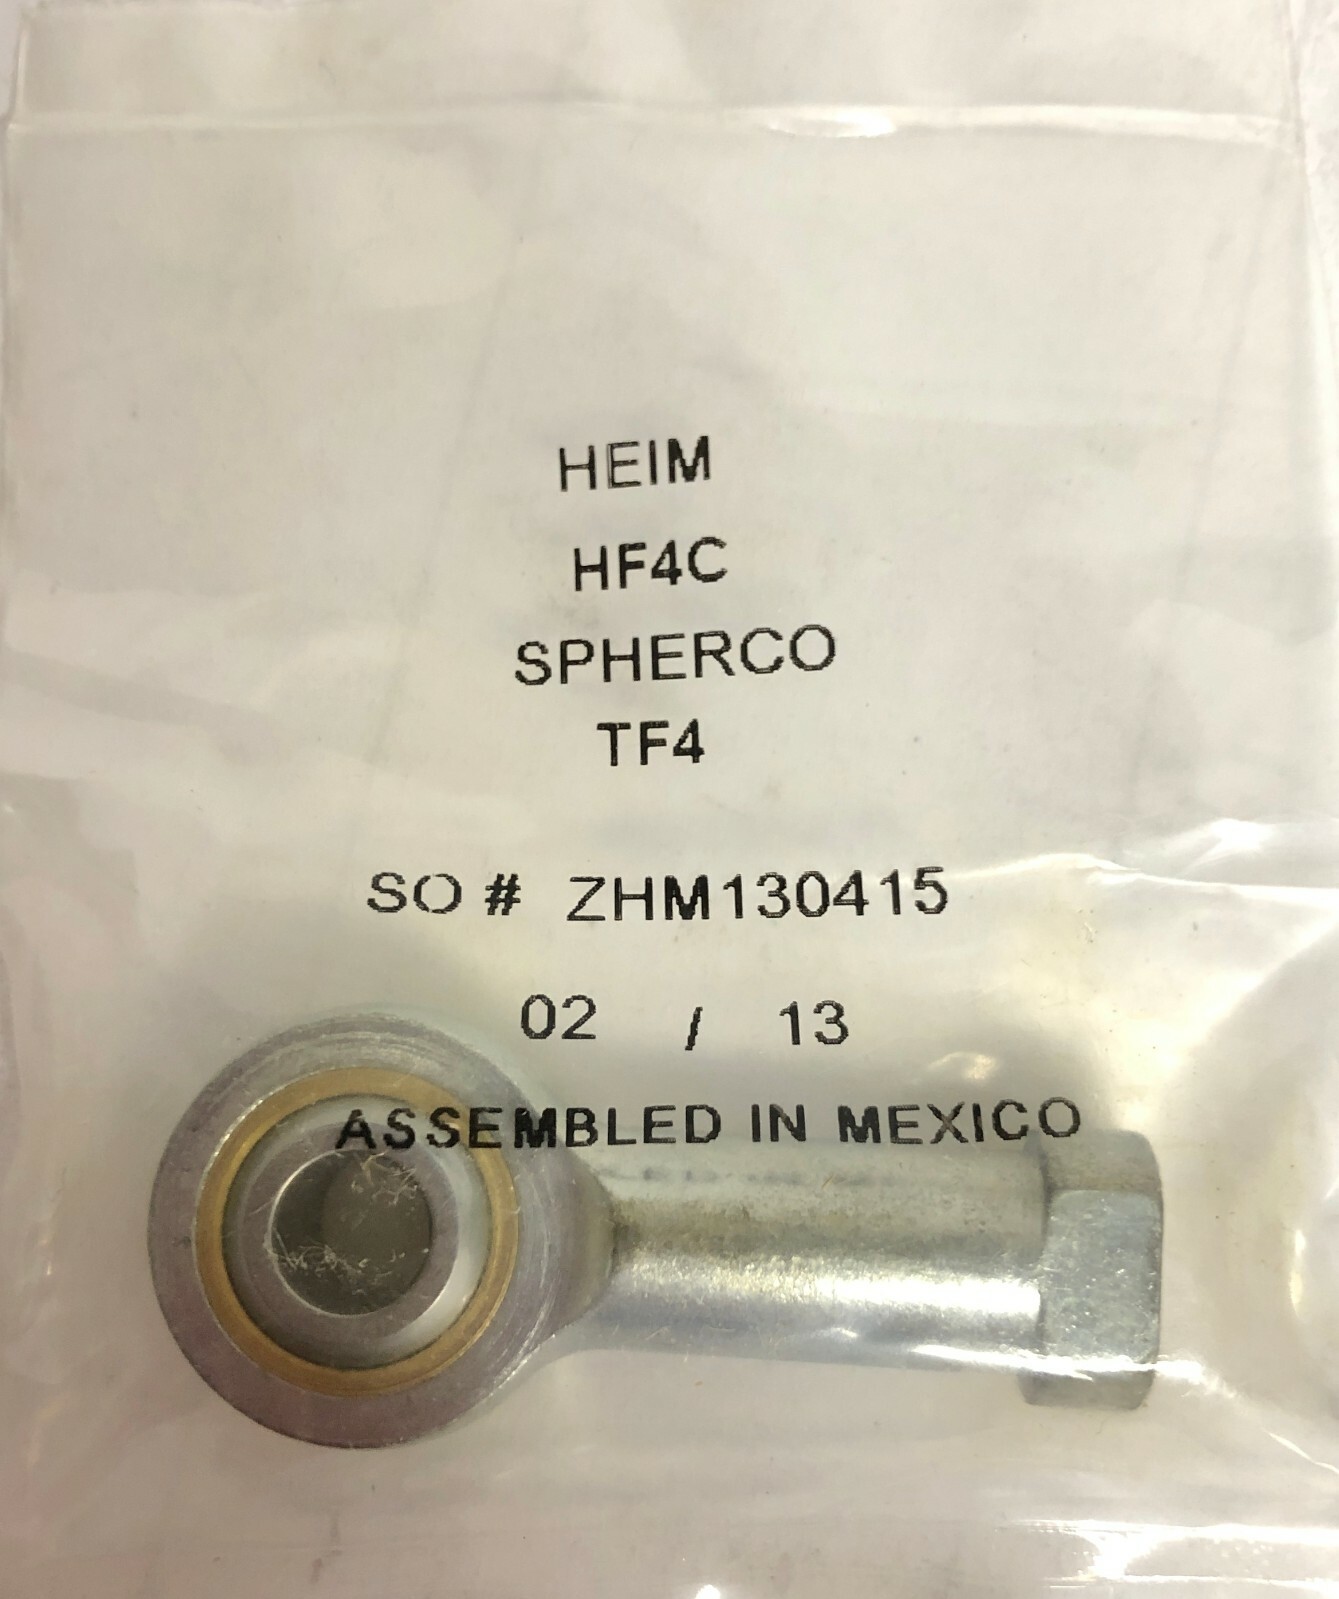 HEIM
HF4C
SPHERCO
TF4
SO # ZHM130415
02 / 13
ASSEMBLED IN MEXICO